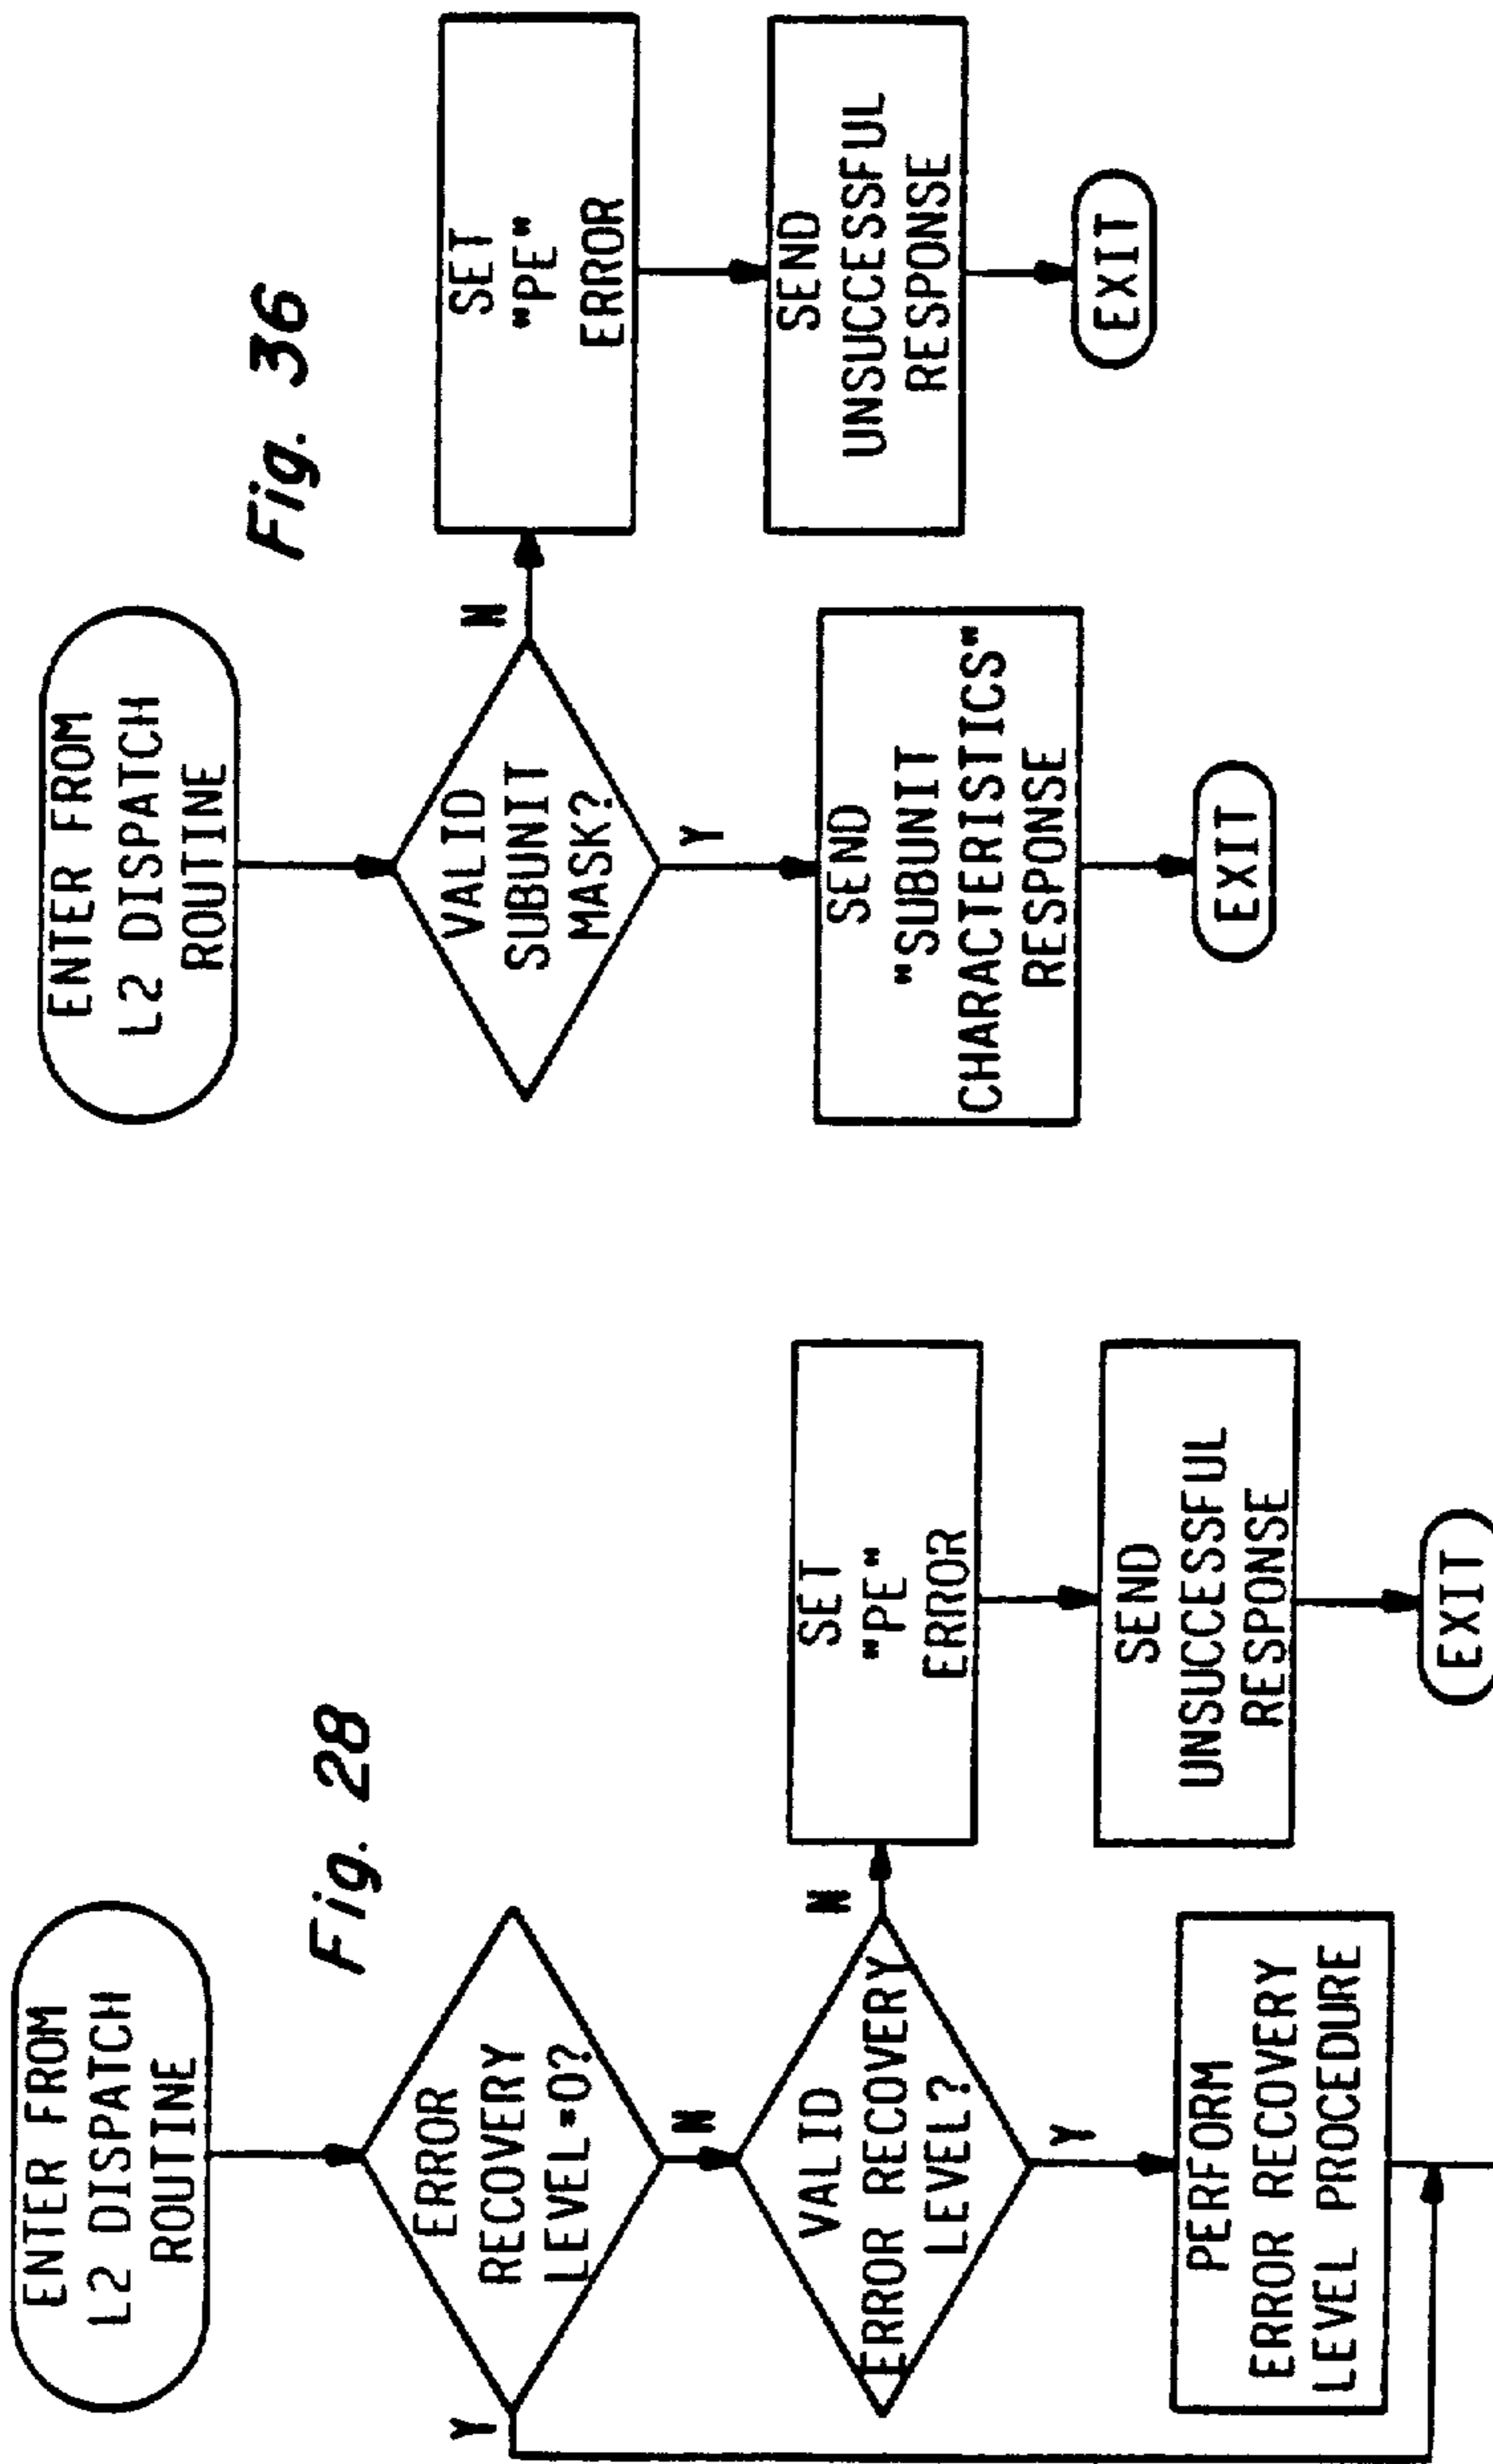 Fig. 28
ENTER FROM
L2 DISPATCH
ROUTINE
ERROR
RECOVERY
LEVEL=0?
Y
N
VALID
ERROR RECOVERY
LEVEL?
N
Y
SET
"PE"
ERROR
SEND
UNSUCCESSFUL
RESPONSE
EXIT
PERFORM
ERROR RECOVERY
LEVEL PROCEDURE
Fig. 36
ENTER FROM
L2 DISPATCH
ROUTINE
VALID
SUBUNIT
MASK?
N
Y
SET
"PE"
ERROR
SEND
UNSUCCESSFUL
RESPONSE
EXIT
SEND
"SUBUNIT
CHARACTERISTICS"
RESPONSE
EXIT